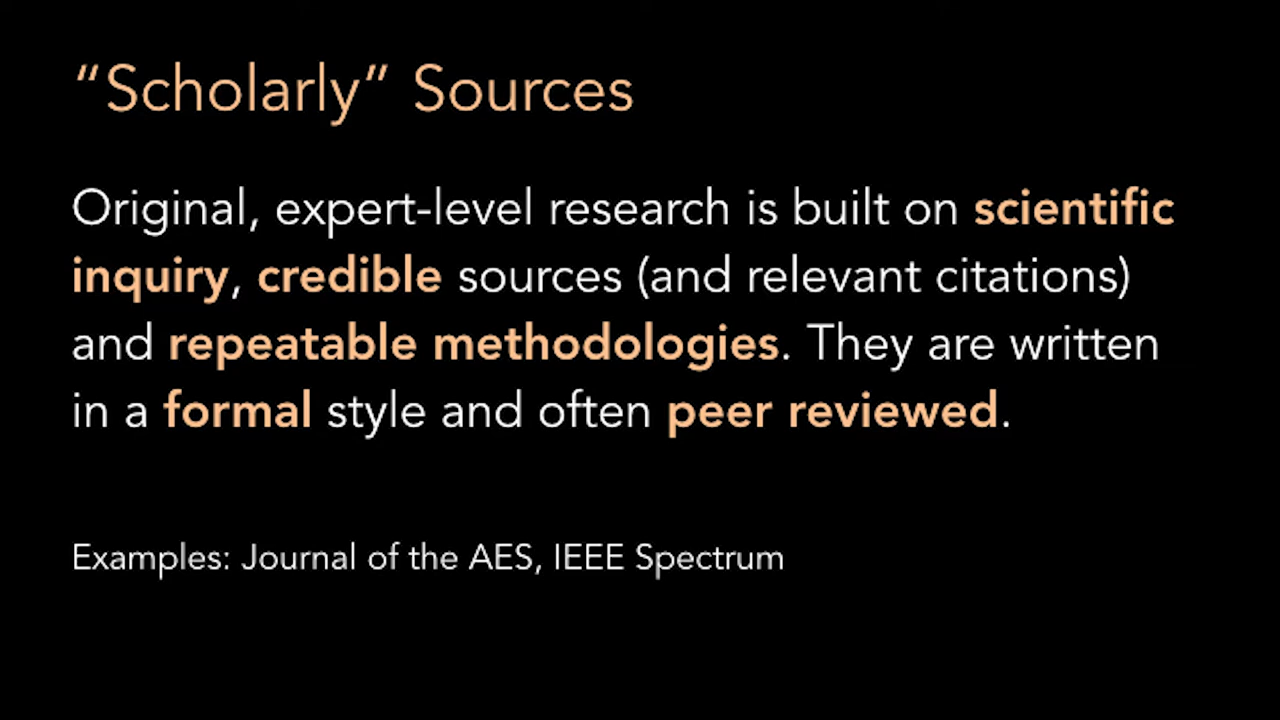 “Scholarly” Sources
Original, expert-level research is built on scientific
inquiry, credible sources (and relevant citations)
and repeatable methodologies. They are written
in a formal style and often peer reviewed.
Examples: Journal of the AES, IEEE Spectrum